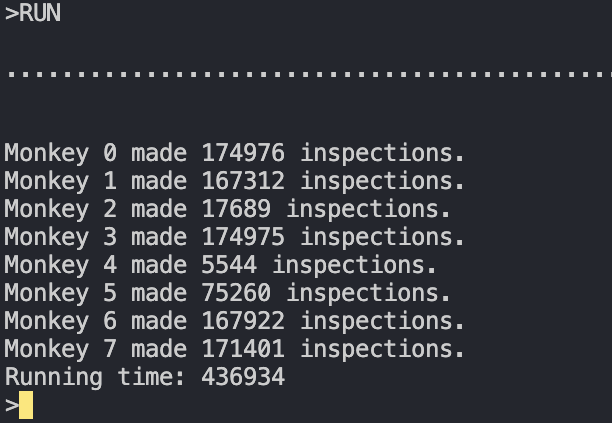 >RUN
............................................
Monkey 0 made 174976 inspections.
Monkey 1 made 167312 inspections.
Monkey 2 made 17689 inspections.
Monkey 3 made 174975 inspections.
Monkey 4 made 5544 inspections.
Monkey 5 made 75260 inspections.
Monkey 6 made 167922 inspections.
Monkey 7 made 171401 inspections.
Running time: 436934
>